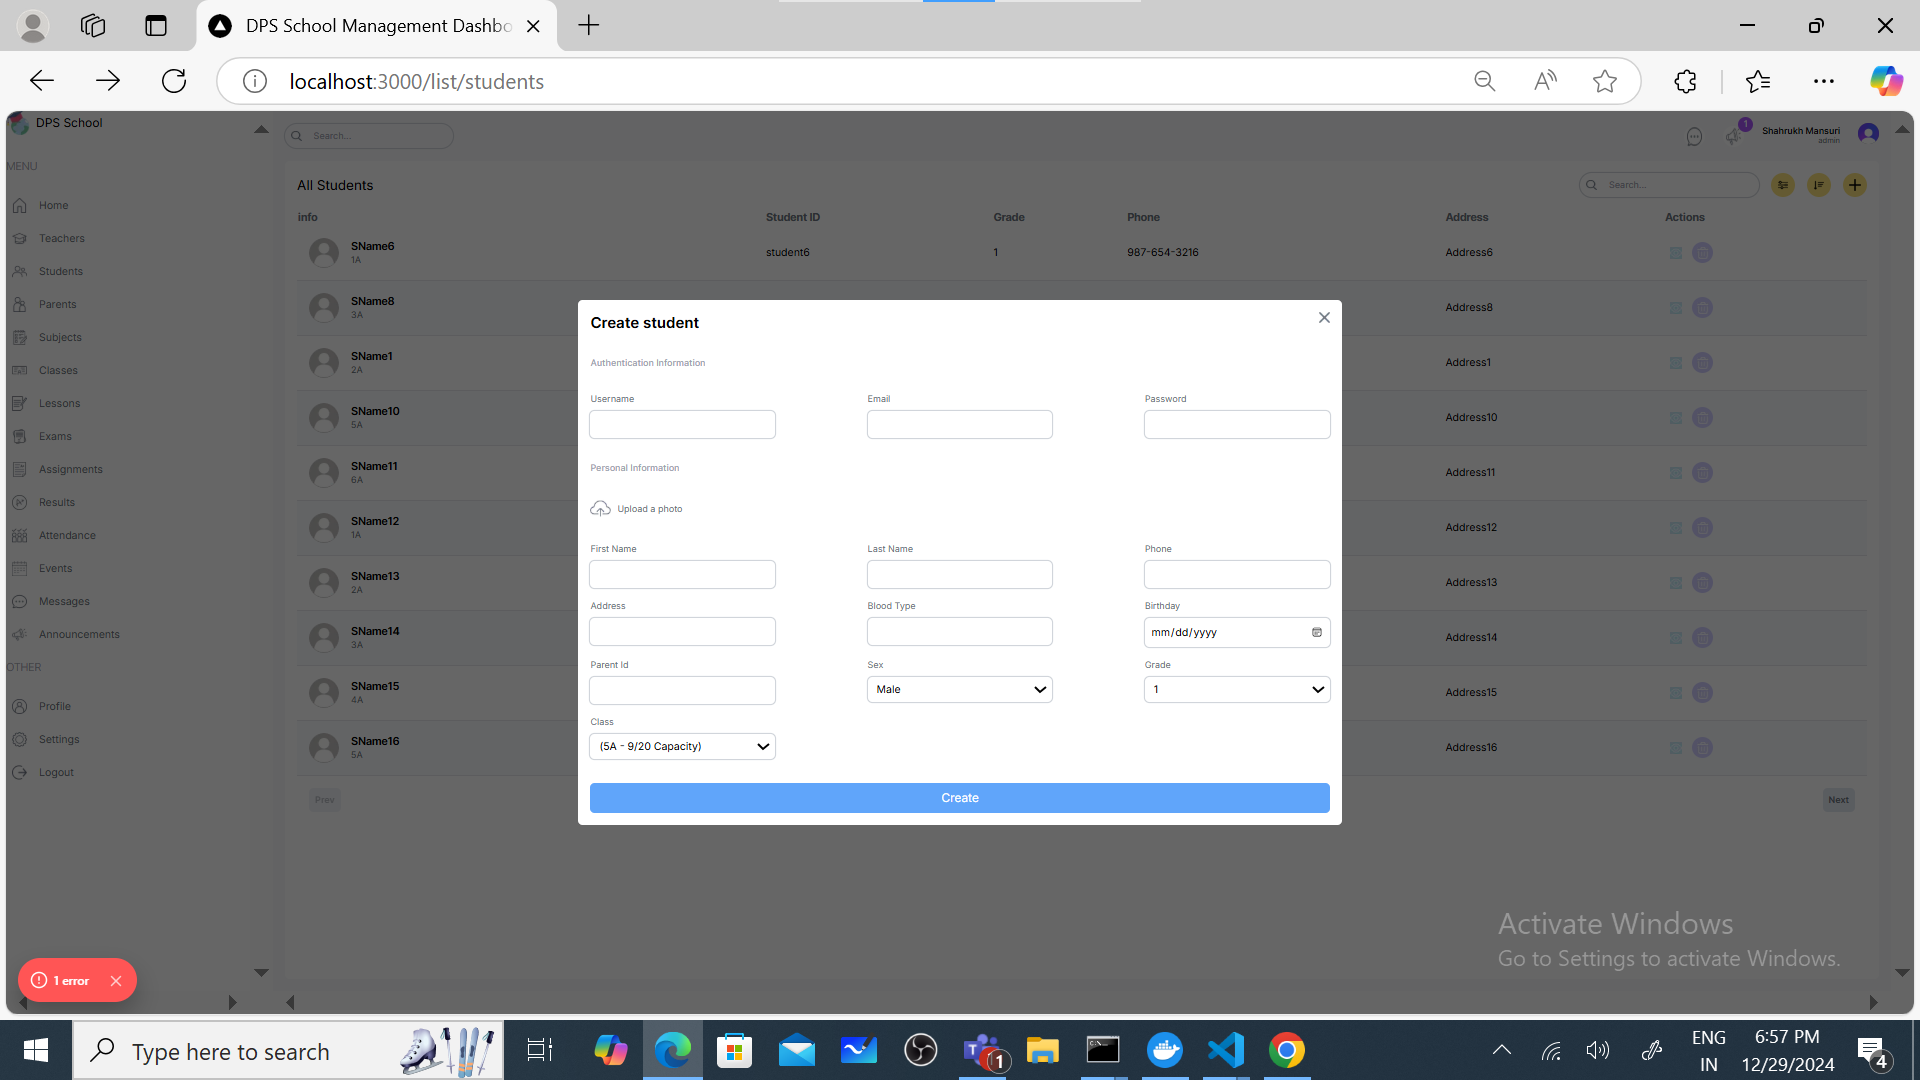 DPS School Management Dashbo
localhost:3000/list/students
DPS School
Search...
1
Shahrukh Mansuri
admin
MENU
Home
Teachers
Students
Parents
Subjects
Classes
Lessons
Exams
Assignments
Results
Attendance
Events
Messages
Announcements
OTHER
Profile
Settings
Logout
All Students
Search...
info Student ID Grade Phone Address Actions
SName6
1A
student6 1 987-654-3216 Address6
SName8
3A
Address8
SName1
2A
Address1
SName10
5A
Address10
SName11
6A
Address11
SName12
1A
Address12
SName13
2A
Address13
SName14
3A
Address14
SName15
4A
Address15
SName16
5A
Address16
Prev
Next
Create student
Authentication Information
Username Email Password
Personal Information
Upload a photo
First Name Last Name Phone
Address Blood Type Birthday
mm/dd/yyyy
Parent Id Sex Grade
Male 1
Class
(5A - 9/20 Capacity)
Create
1 error
Activate Windows
Go to Settings to activate Windows.
Type here to search
1
ENG
IN
6:57 PM
12/29/2024
4